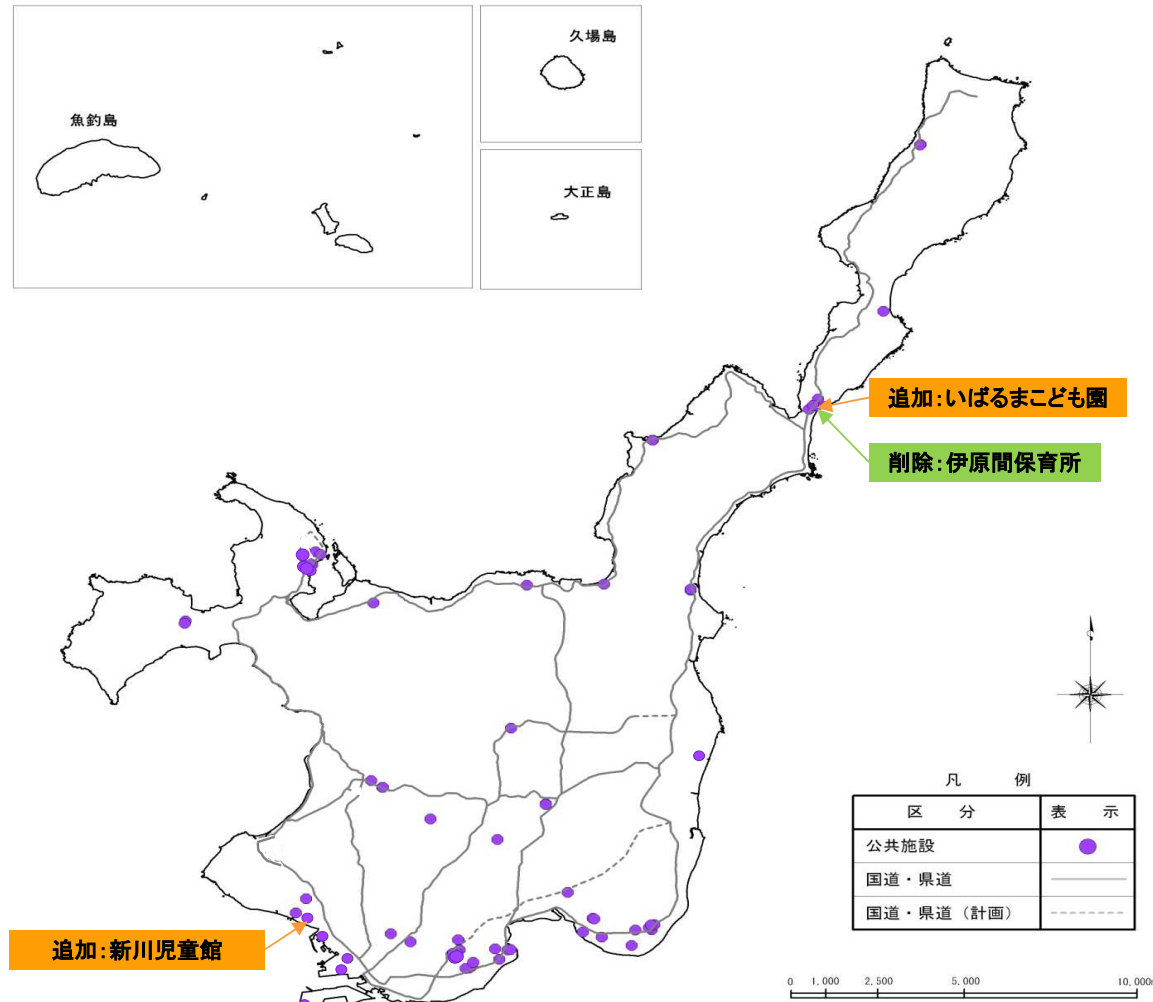 魚釣島
久場島
大正島
追加：いばるまこども園
削除：伊原間保育所
追加：新川児童館
凡 例
区 分 表 示
公共施設
国道・県道
国道・県道（計画）
0 1,000 2,500 5,000 10,000